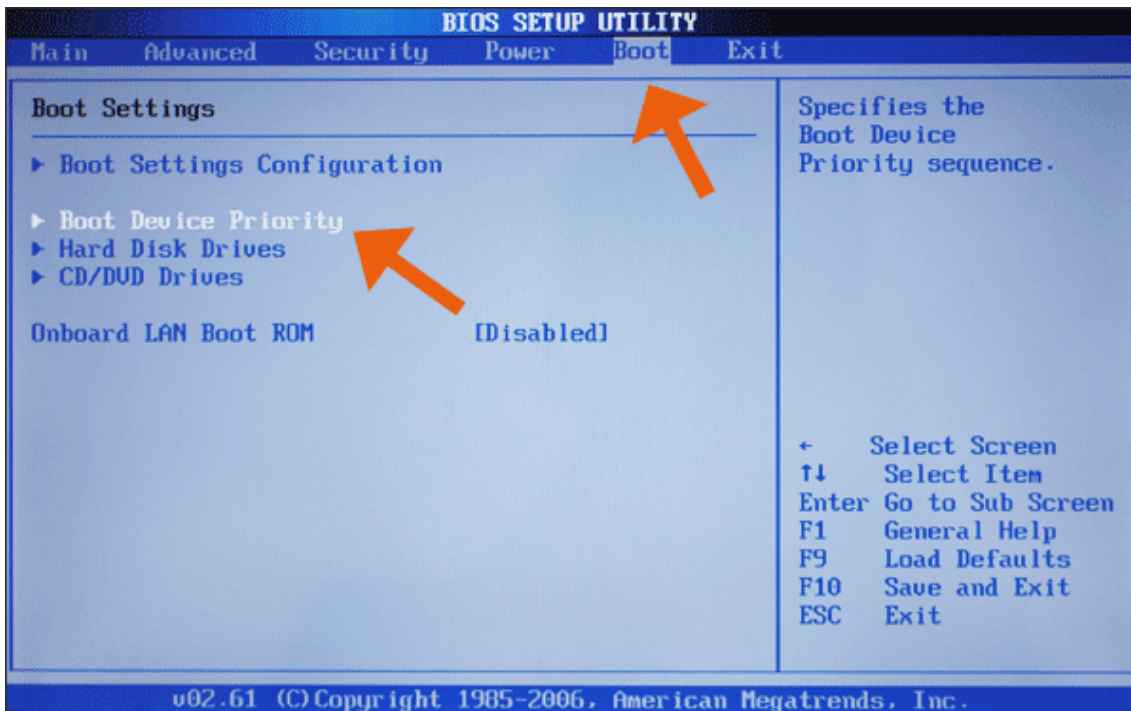 BIOS SETUP UTILITY
Main Advanced Security Power Boot Exit
Boot Settings
▶ Boot Settings Configuration
▶ Boot Device Priority
▶ Hard Disk Drives
▶ CD/DVD Drives
Onboard LAN Boot ROM [Disabled]
Specifies the
Boot Device
Priority sequence.
← Select Screen
↑↓ Select Item
Enter Go to Sub Screen
F1 General Help
F9 Load Defaults
F10 Save and Exit
ESC Exit
v02.61 (C)Copyright 1985-2006, American Megatrends, Inc.